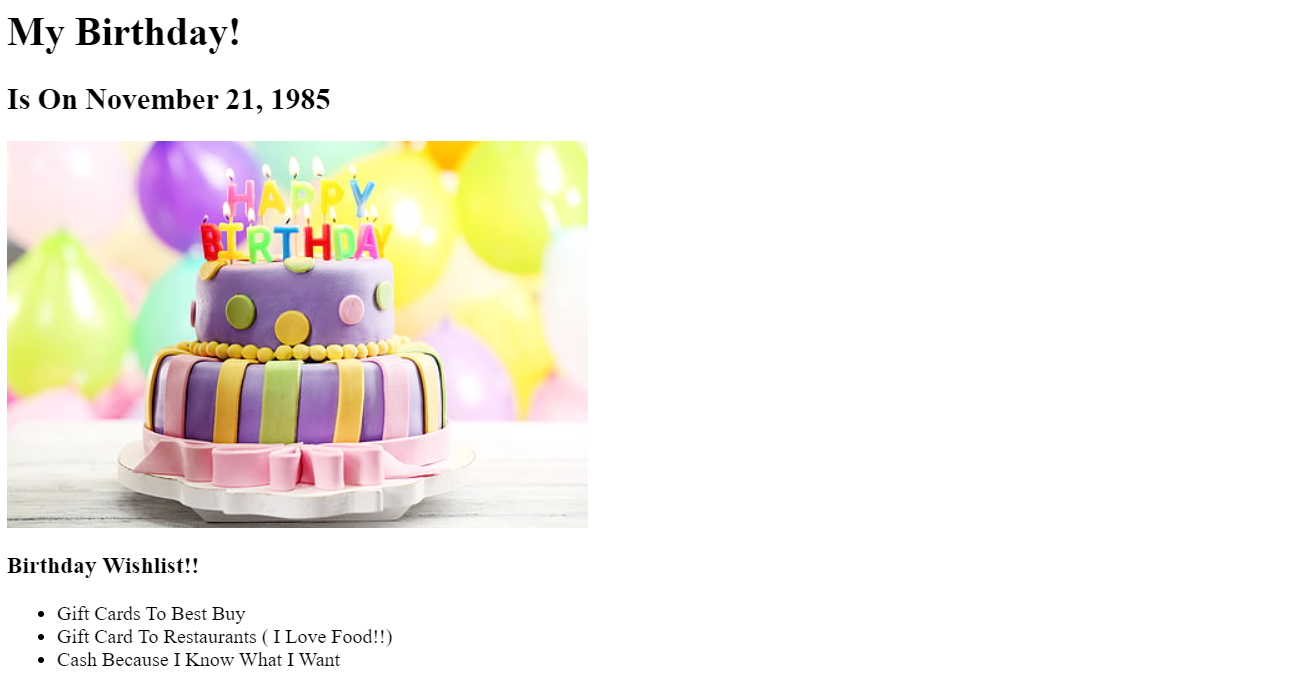 My Birthday!
Is On November 21, 1985
HAPPY
BIRTHDAY
Birthday Wishlist!!
Gift Cards To Best Buy
Gift Card To Restaurants ( I Love Food!!)
Cash Because I Know What I Want